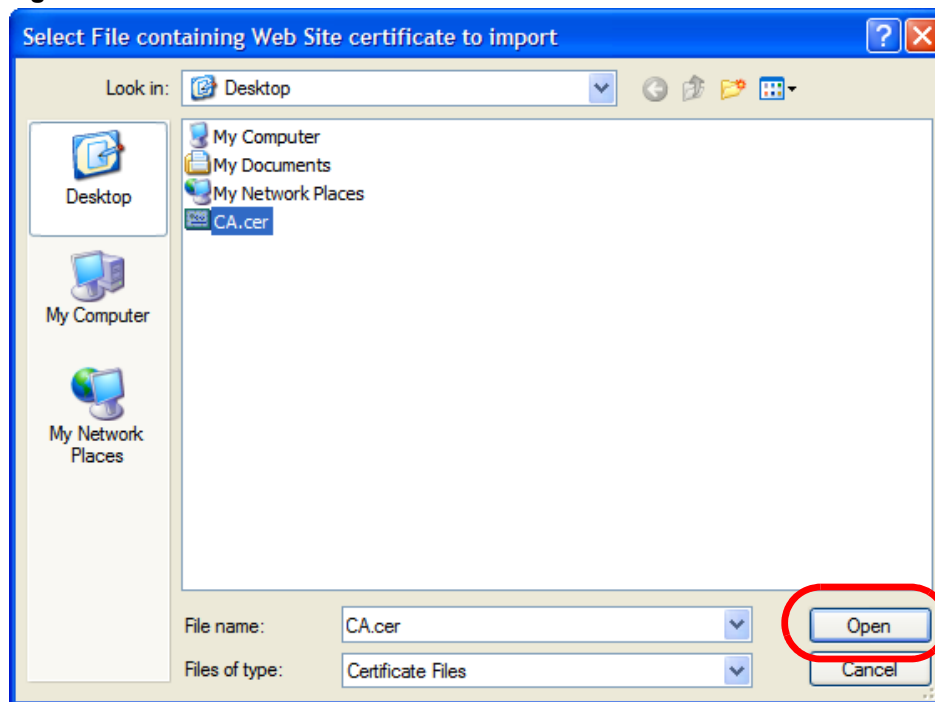 Select File containing Web Site certificate to import
Look in:
Desktop
My Computer
My Documents
My Network Places
CA.cer
Desktop
My Computer
My Network
Places
File name:
CA.cer
Open
Files of type:
Certificate Files
Cancel